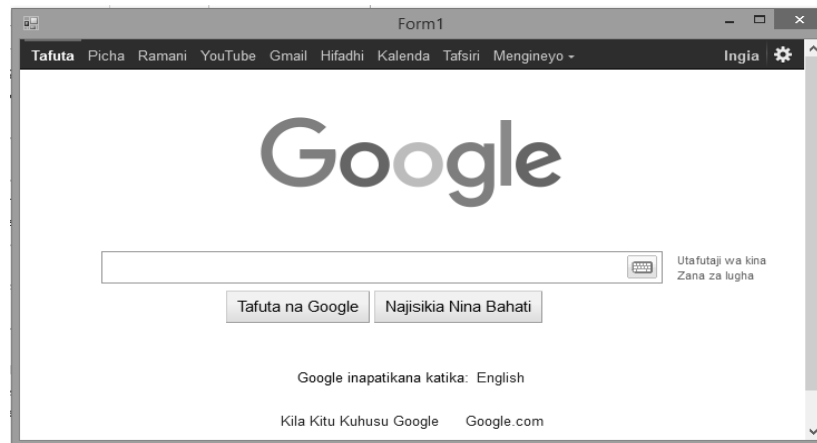 Form1
Tafuta Picha Ramani YouTube Gmail Hifadhi Kalenda Tafsiri Mengineyo Ingia
Google
Utafutaji wa kina
Zana za lugha
Tafuta na Google Najisikia Nina Bahati
Google inapatikana katika: English
Kila Kitu Kuhusu Google Google.com